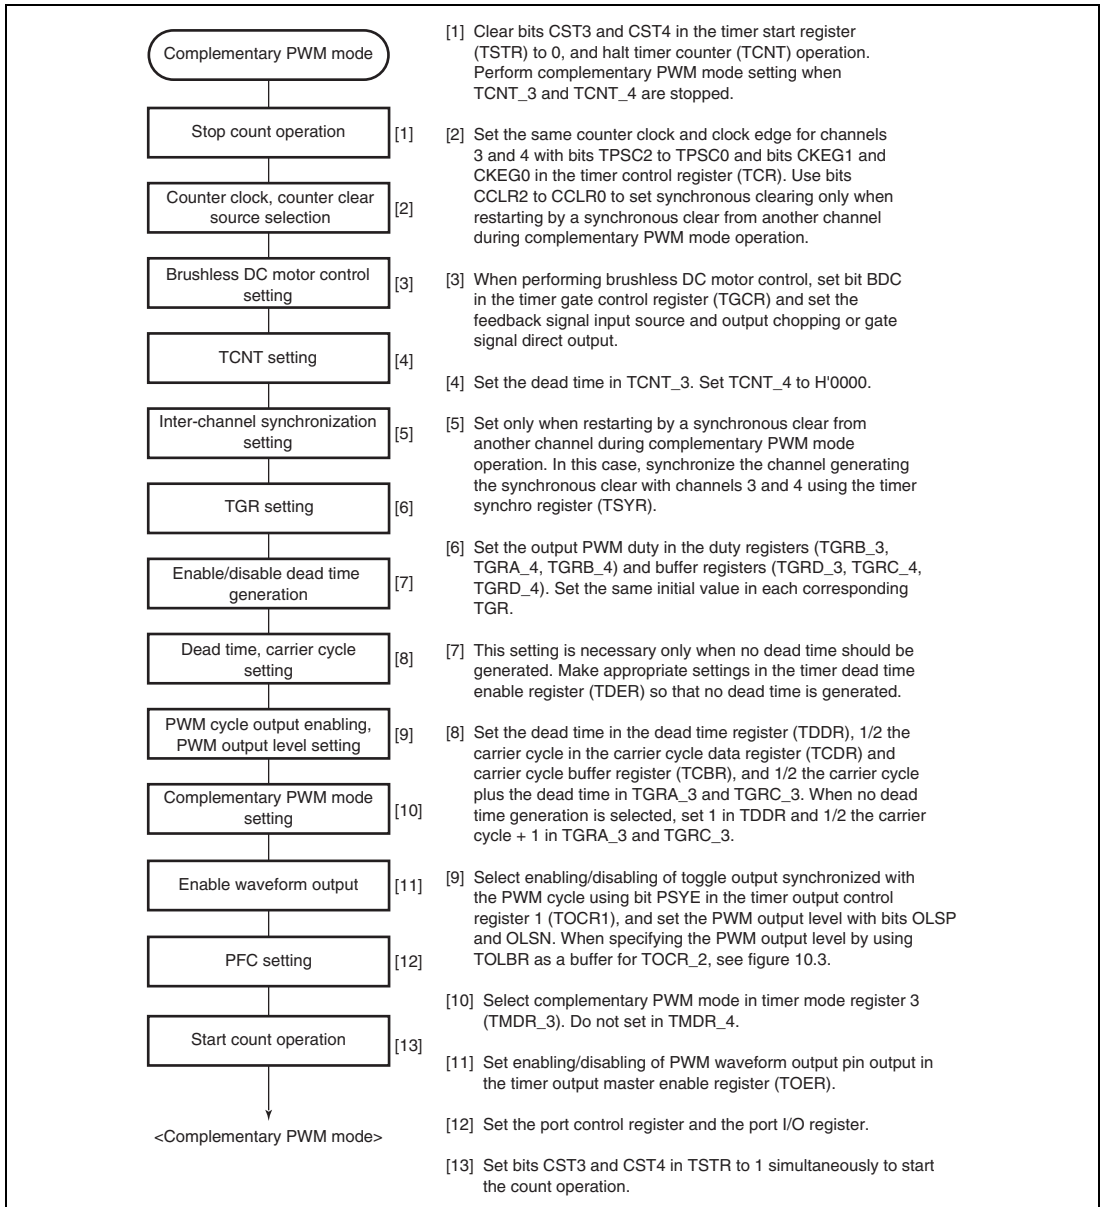 Complementary PWM mode
Stop count operation
[1]
Counter clock, counter clear
source selection
[2]
Brushless DC motor control
setting
[3]
TCNT setting
[4]
Inter-channel synchronization
setting
[5]
TGR setting
[6]
Enable/disable dead time
generation
[7]
Dead time, carrier cycle
setting
[8]
PWM cycle output enabling,
PWM output level setting
[9]
Complementary PWM mode
setting
[10]
Enable waveform output
[11]
PFC setting
[12]
Start count operation
[13]
<Complementary PWM mode>
[1] Clear bits CST3 and CST4 in the timer start register
(TSTR) to 0, and halt timer counter (TCNT) operation.
Perform complementary PWM mode setting when
TCNT_3 and TCNT_4 are stopped.
[2] Set the same counter clock and clock edge for channels
3 and 4 with bits TPSC2 to TPSC0 and bits CKEG1 and
CKEG0 in the timer control register (TCR). Use bits
CCLR2 to CCLR0 to set synchronous clearing only when
restarting by a synchronous clear from another channel
during complementary PWM mode operation.
[3] When performing brushless DC motor control, set bit BDC
in the timer gate control register (TGCR) and set the
feedback signal input source and output chopping or gate
signal direct output.
[4] Set the dead time in TCNT_3. Set TCNT_4 to H'0000.
[5] Set only when restarting by a synchronous clear from
another channel during complementary PWM mode
operation. In this case, synchronize the channel generating
the synchronous clear with channels 3 and 4 using the timer
synchro register (TSYR).
[6] Set the output PWM duty in the duty registers (TGRB_3,
TGRA_4, TGRB_4) and buffer registers (TGRD_3, TGRC_4,
TGRD_4). Set the same initial value in each corresponding
TGR.
[7] This setting is necessary only when no dead time should be
generated. Make appropriate settings in the timer dead time
enable register (TDER) so that no dead time is generated.
[8] Set the dead time in the dead time register (TDDR), 1/2 the
carrier cycle in the carrier cycle data register (TCDR) and
carrier cycle buffer register (TCBR), and 1/2 the carrier cycle
plus the dead time in TGRA_3 and TGRC_3. When no dead
time generation is selected, set 1 in TDDR and 1/2 the carrier
cycle + 1 in TGRA_3 and TGRC_3.
[9] Select enabling/disabling of toggle output synchronized with
the PWM cycle using bit PSYE in the timer output control
register 1 (TOCR1), and set the PWM output level with bits OLSP
and OLSN. When specifying the PWM output level by using
TOLBR as a buffer for TOCR_2, see figure 10.3.
[10] Select complementary PWM mode in timer mode register 3
(TMDR_3). Do not set in TMDR_4.
[11] Set enabling/disabling of PWM waveform output pin output in
the timer output master enable register (TOER).
[12] Set the port control register and the port I/O register.
[13] Set bits CST3 and CST4 in TSTR to 1 simultaneously to start
the count operation.